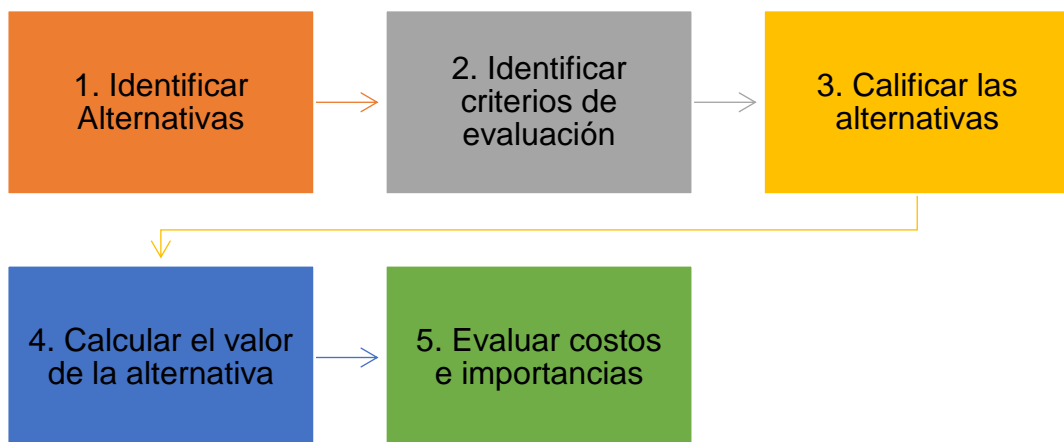 1. Identificar
Alternativas
2. Identificar
criterios de
evaluación
3. Calificar las
alternativas
4. Calcular el valor
de la alternativa
5. Evaluar costos
e importancias